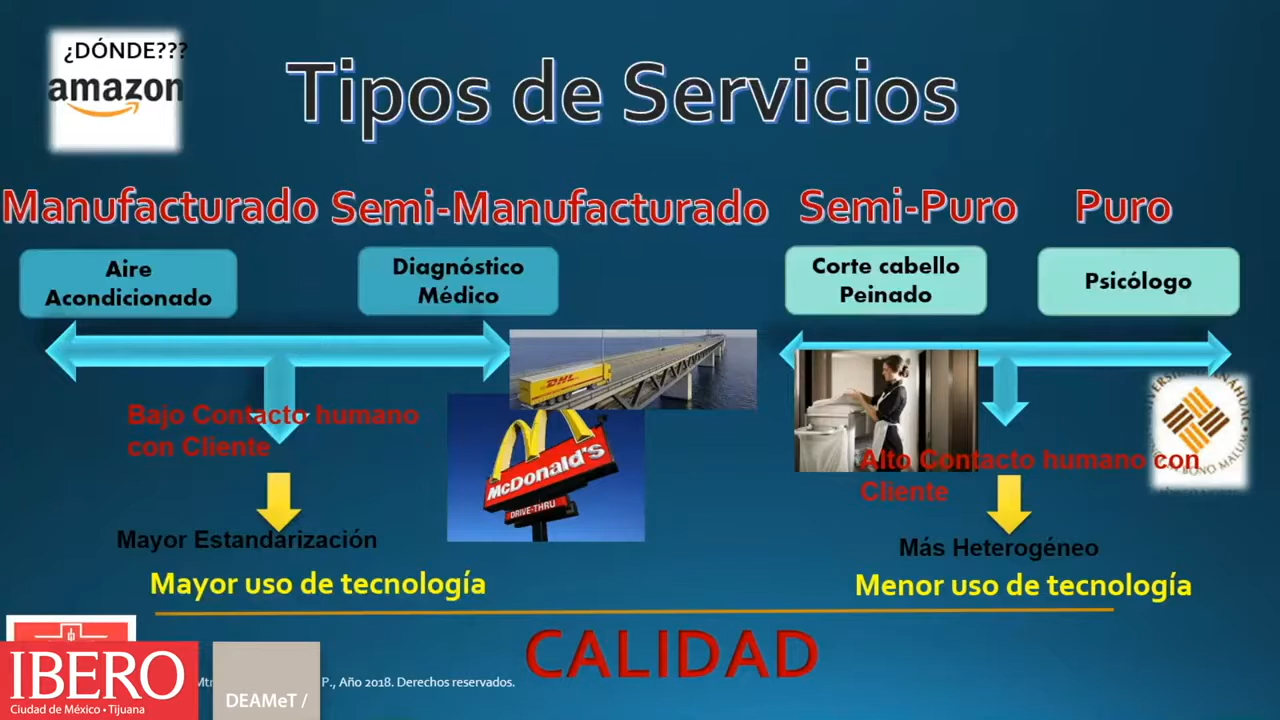 ¿DÓNDE???
amazon
Tipos de Servicios
Manufacturado
Semi-Manufacturado
Semi-Puro
Puro
Aire
Acondicionado
Diagnóstico
Médico
Corte cabello
Peinado
Psicólogo
DHL
McDonald's
DRIVE-THRU
Bajo Contacto humano
con Cliente
Alto Contacto humano con
Cliente
BONO MALUM
Mayor Estandarización
Más Heterogéneo
Mayor uso de tecnología
Menor uso de tecnología
CALIDAD
IBERO
Ciudad de México • Tijuana
DEAMeT /
P., Año 2018. Derechos reservados.